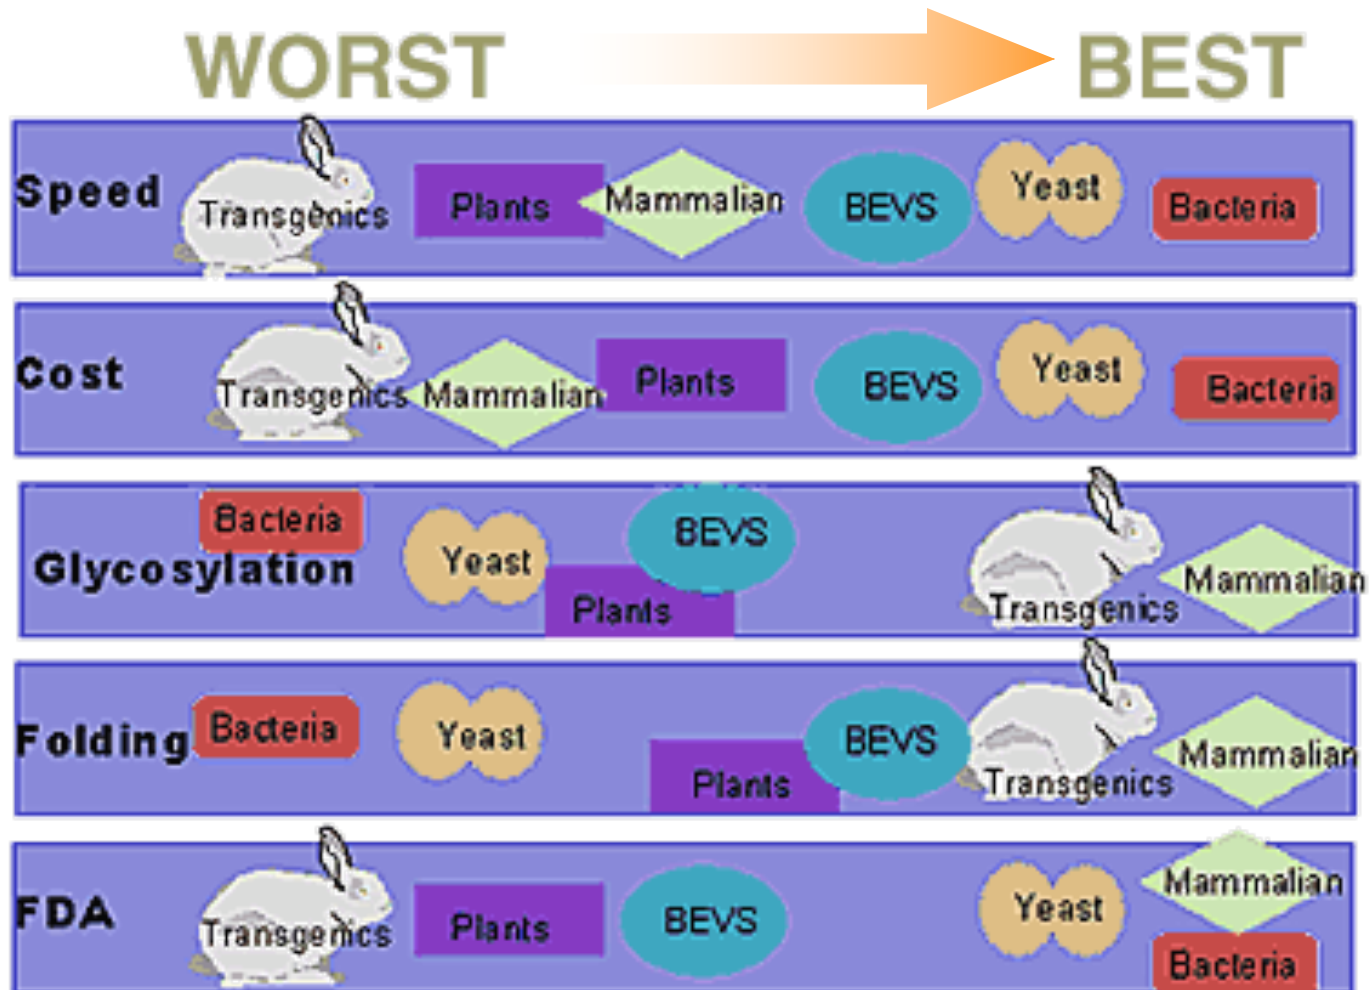 WORST BEST
Speed Transgenics Plants Mammalian BEVS Yeast Bacteria
Cost Transgenics Mammalian Plants BEVS Yeast Bacteria
Glycosylation Bacteria Yeast Plants BEVS Transgenics Mammalian
Folding Bacteria Yeast Plants BEVS Transgenics Mammalian
FDA Transgenics Plants BEVS Yeast Mammalian
Bacteria